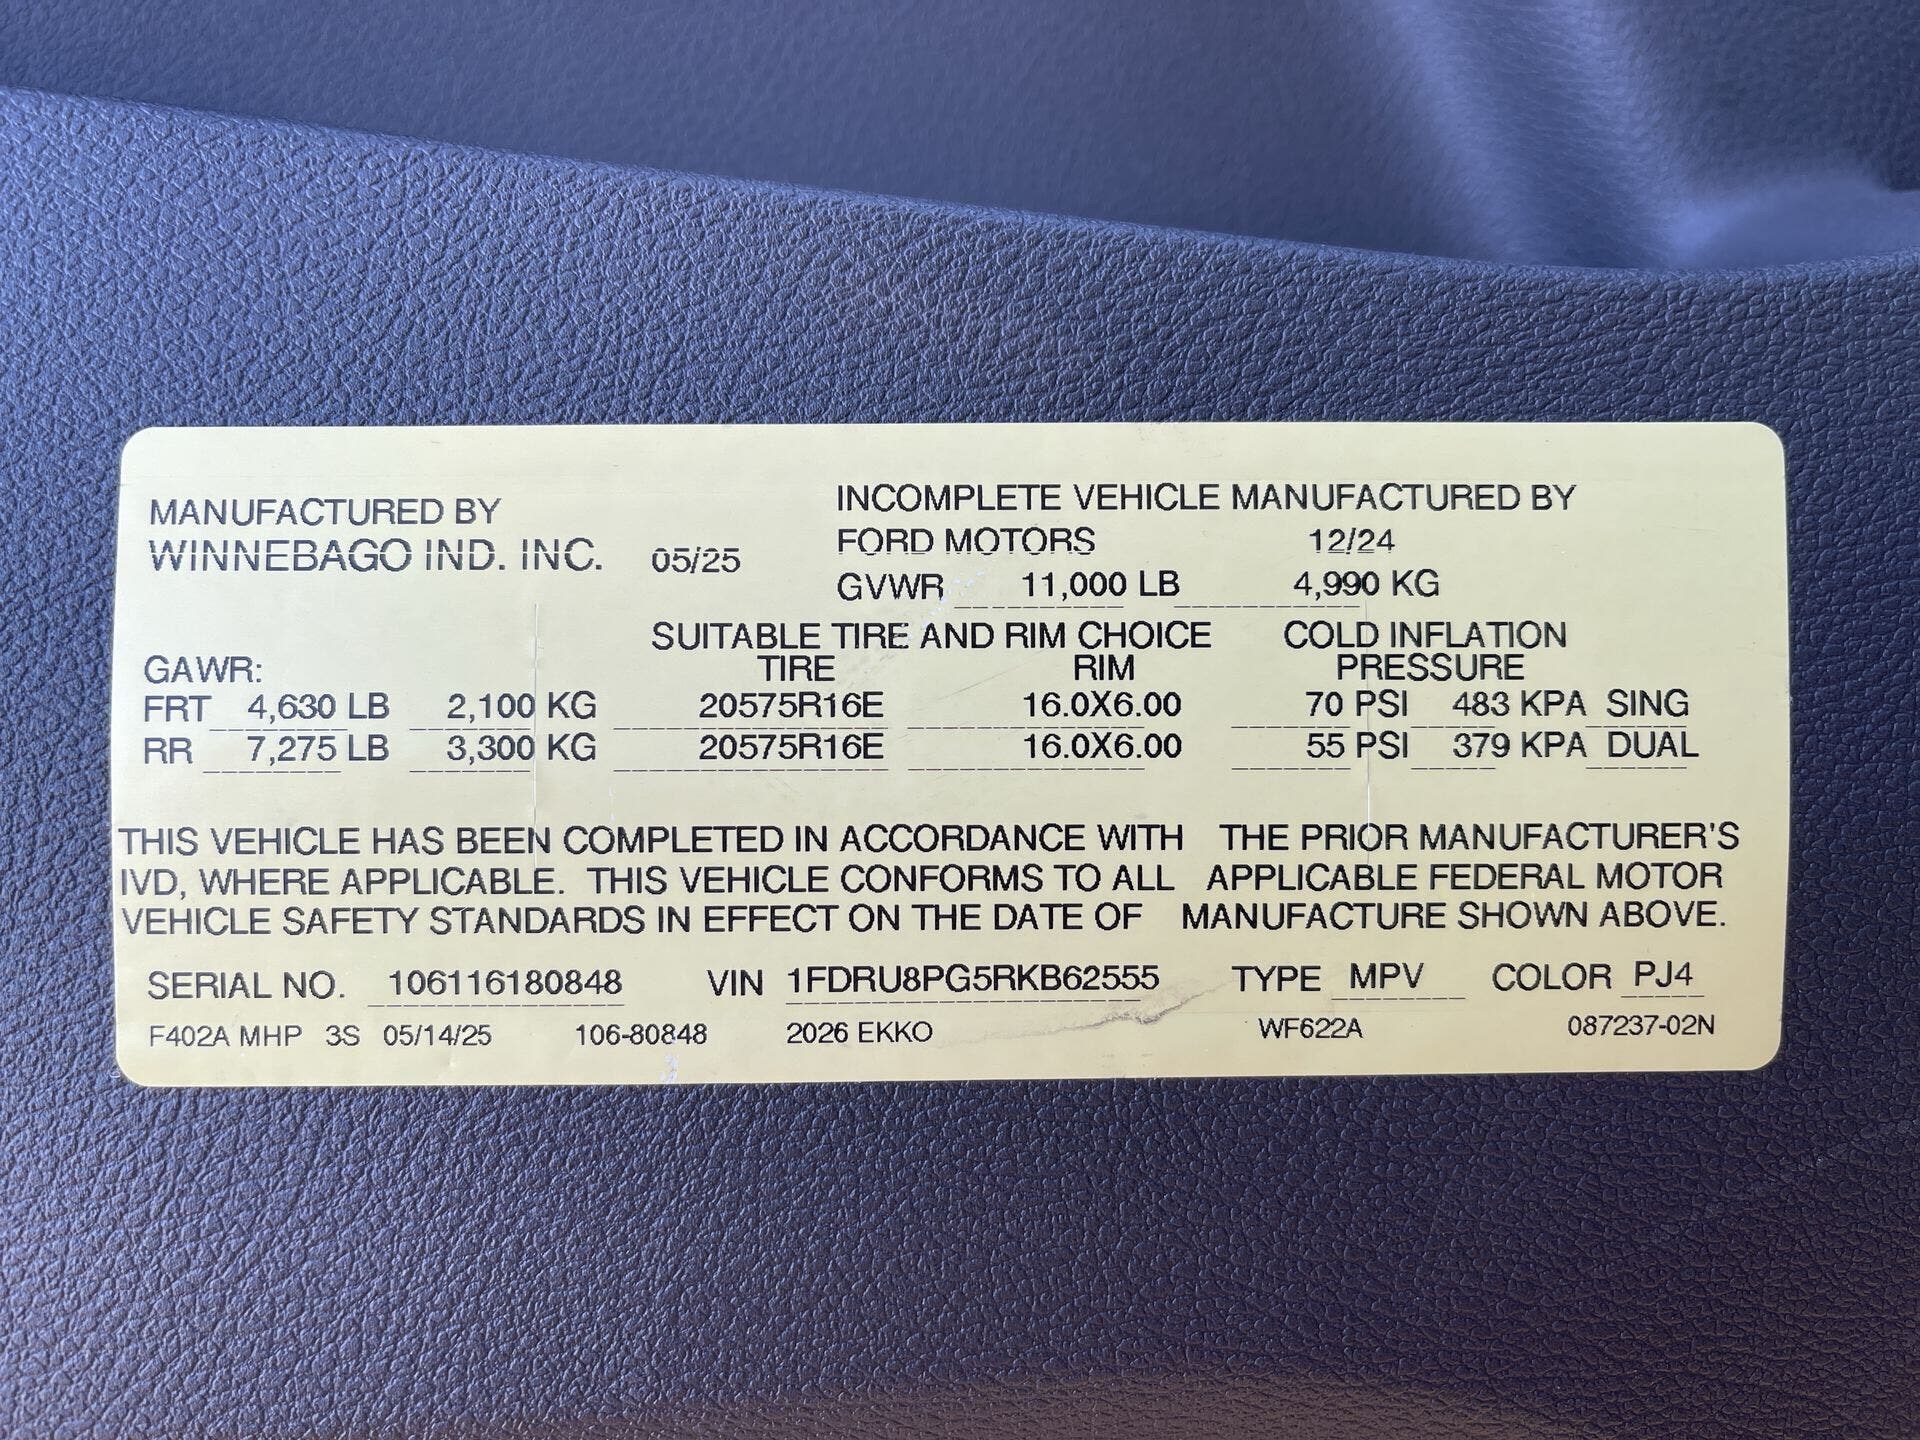 MANUFACTURED BY
WINNEBAGO IND. INC. 05/25
INCOMPLETE VEHICLE MANUFACTURED BY
FORD MOTORS 12/24
GVWR 11,000 LB 4,990 KG
SUITABLE TIRE AND RIM CHOICE COLD INFLATION
GAWR: TIRE RIM PRESSURE
FRT 4,630 LB 2,100 KG 20575R16E 16.0X6.00 70 PSI 483 KPA SING
RR 7,275 LB 3,300 KG 20575R16E 16.0X6.00 55 PSI 379 KPA DUAL
THIS VEHICLE HAS BEEN COMPLETED IN ACCORDANCE WITH THE PRIOR MANUFACTURER'S
IVD, WHERE APPLICABLE. THIS VEHICLE CONFORMS TO ALL APPLICABLE FEDERAL MOTOR
VEHICLE SAFETY STANDARDS IN EFFECT ON THE DATE OF MANUFACTURE SHOWN ABOVE.
SERIAL NO. 106116180848 VIN 1FDRU8PG5RKB62555 TYPE MPV COLOR PJ4
F402A MHP 3S 05/14/25 106-80848 2026 EKKO WF622A 087237-02N